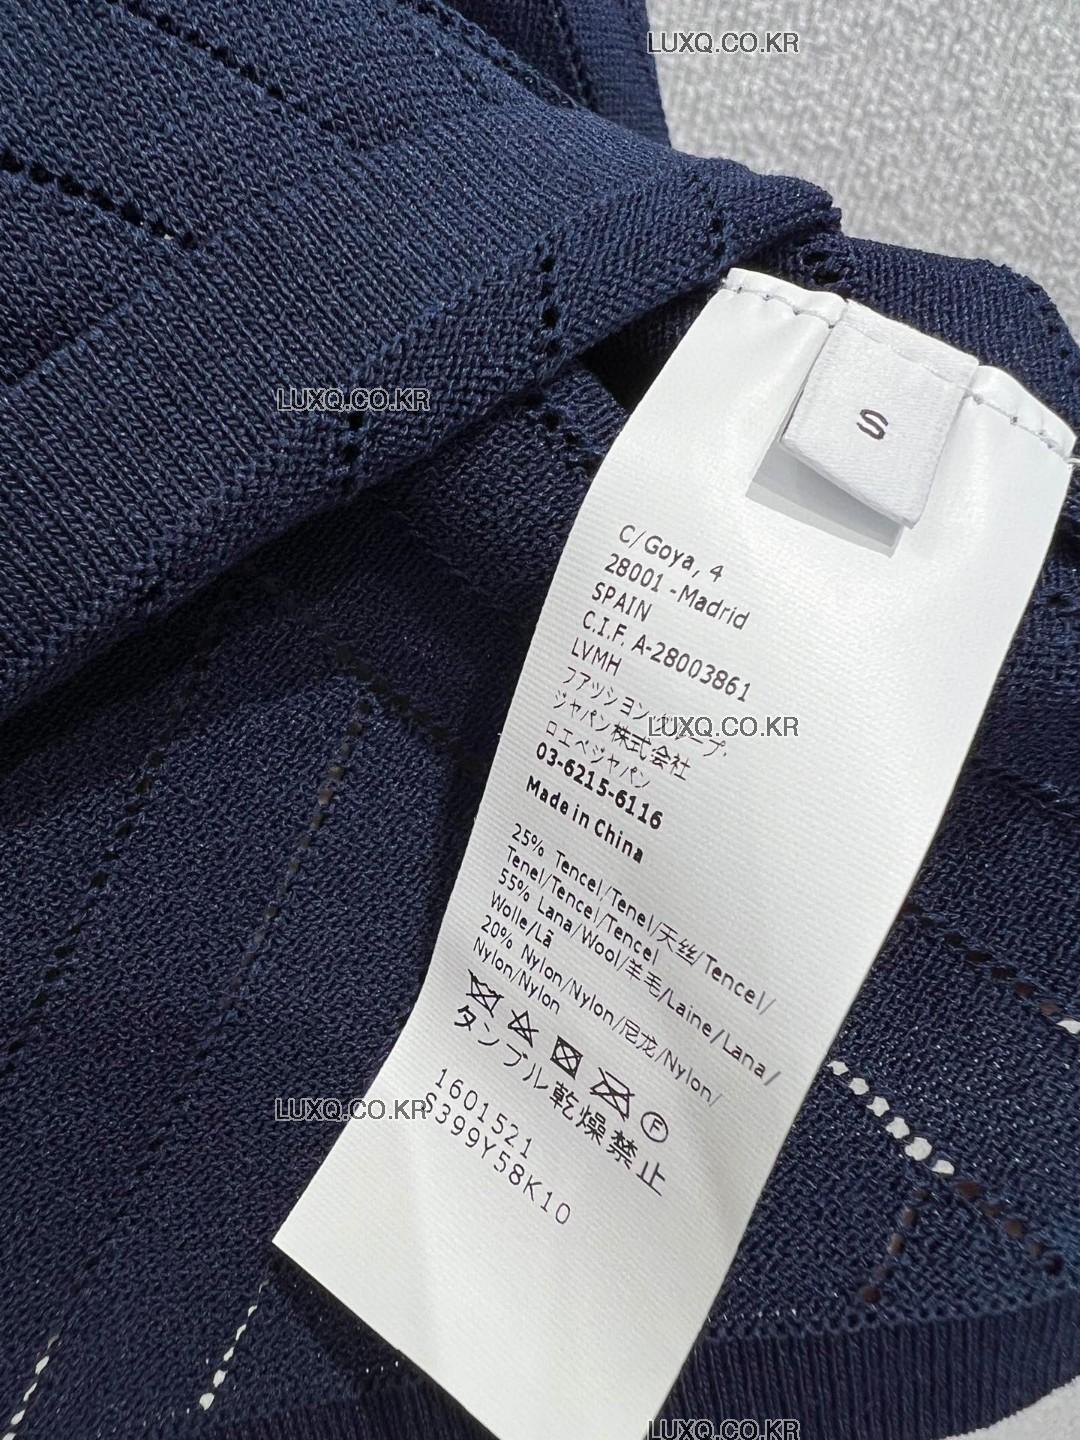 LUXQ.CO.KR
LUXQ.CO.KR
S
C/Goya, 4
28001 -Madrid
SPAIN
C.I.F. A-28003861
LVMH
ファッショングループ.
ジャパン株式会社
ロエベジャパン
03-6215-6116
Made in China
LUXQ.CO.KR
25% Tencel/Tenel/天丝/Tencel/
Tenel/Tencel/Tencel
55% Lana/Wool/羊毛/Laine/Lana/
Wolle/Lã
20% Nylon/Nylon/尼龙/Nylon/
Nylon/Nylon
F
タンブル乾燥禁止
1601521
S399Y58K10
LUXQ.CO.KR
LUXQ.CO.KR